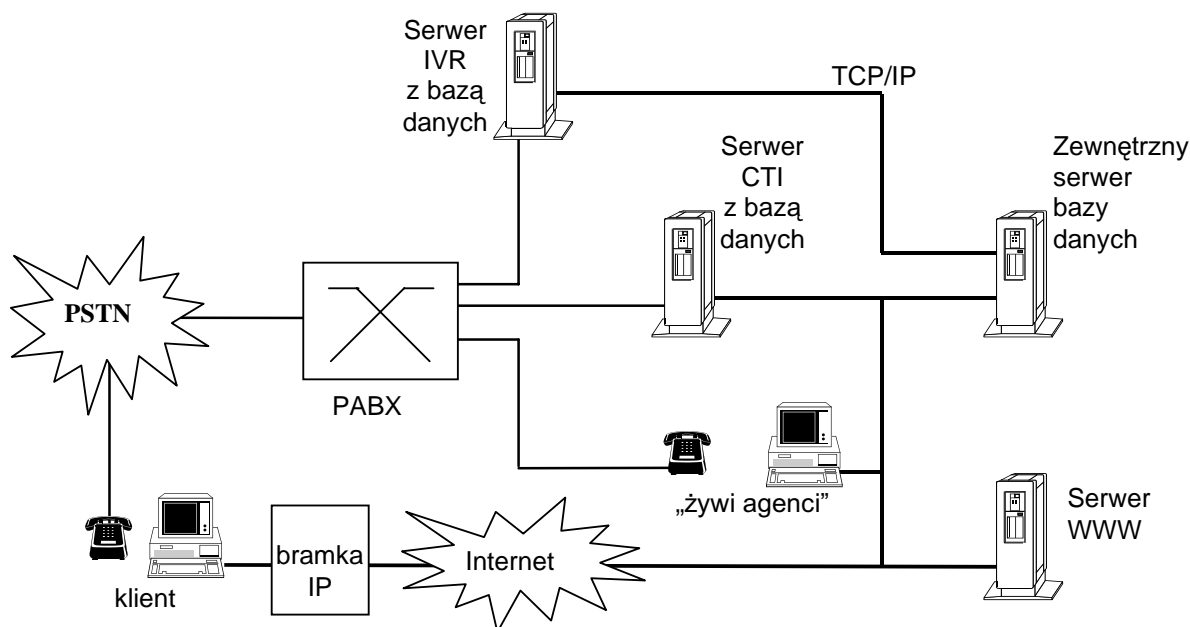 Serwer
IVR
z bazą
danych
TCP/IP
Serwer
CTI
z bazą
danych
Zewnętrzny
serwer
bazy
danych
PSTN
PABX
„żywi agenci”
Serwer
WWW
klient
bramka
IP
Internet